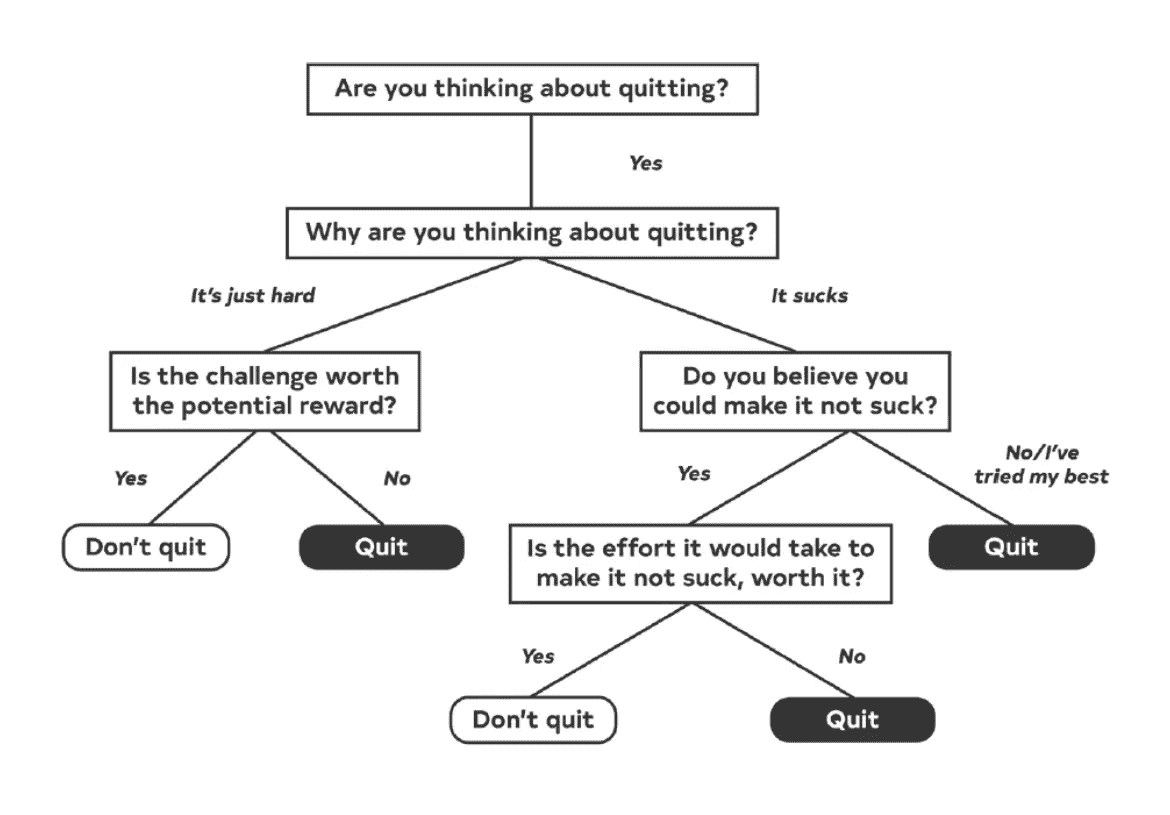 Are you thinking about quitting?
Yes
Why are you thinking about quitting?
It's just hard
It sucks
Is the challenge worth
the potential reward?
Do you believe you
could make it not suck?
Yes
No
Yes
No/I've
tried my best
Don't quit
Quit
Is the effort it would take to
make it not suck, worth it?
Quit
Yes
No
Don't quit
Quit